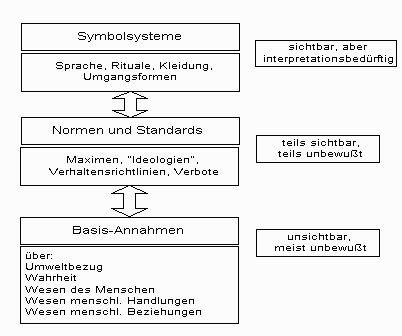 Symbolsysteme
Sprache, Rituale, Kleidung,
Umgangsformen
sichtbar, aber
interpretationsbedürftig
Normen und Standards
Maximen, "Ideologien",
Verhaltensrichtlinien, Verbote
teils sichtbar,
teils unbewußt
Basis-Annahmen
über:
Umweltbezug
Wahrheit
Wesen des Menschen
Wesen menschl. Handlungen
Wesen menschl. Beziehungen
unsichtbar,
meist unbewußt